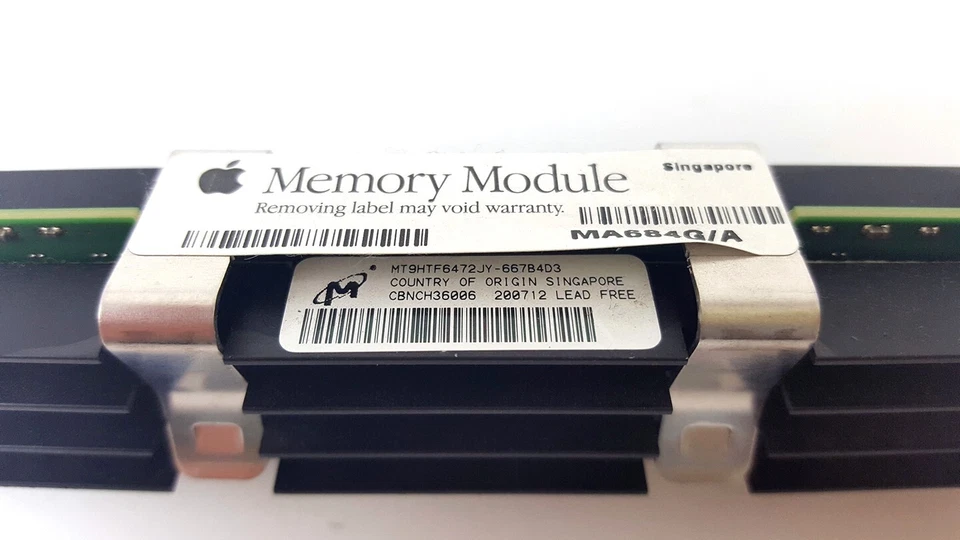 Memory Module
Singapore
Removing label may void warranty.
MA684G/A
MT9HTF6472JY-667B4D3
COUNTRY OF ORIGIN SINGAPORE
CBNCH36006 200712 LEAD FREE